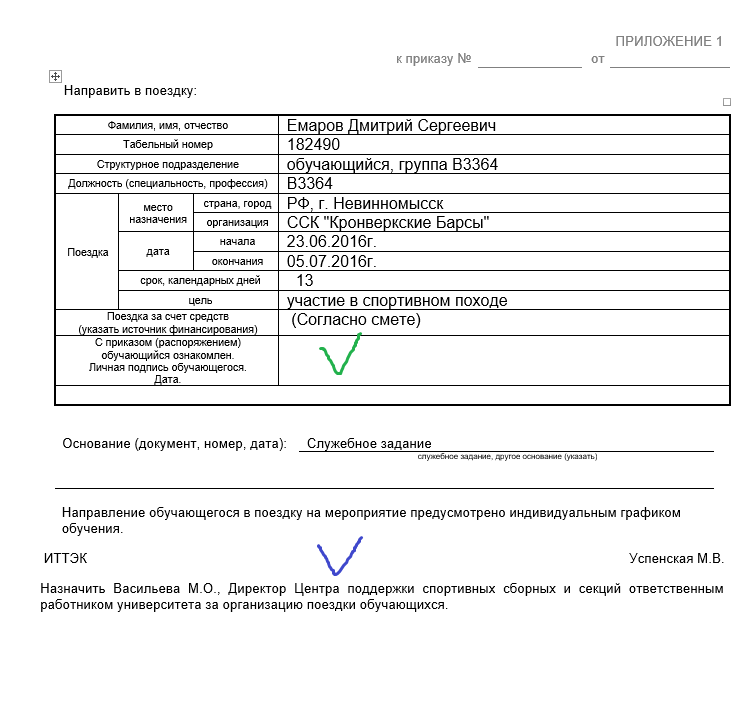 ПРИЛОЖЕНИЕ 1
к приказу № ____ от ____
Направить в поездку:
Фамилия, имя, отчество Емаров Дмитрий Сергеевич
Табельный номер 182490
Структурное подразделение обучающийся, группа В3364
Должность (специальность, профессия) В3364
Поездка
место назначения
страна, город РФ, г. Невинномысск
организация ССК "Кронверкские Барсы"
дата
начала 23.06.2016г.
окончания 05.07.2016г.
срок, календарных дней 13
цель участие в спортивном походе
Поездка за счет средств
(указать источник финансирования) (Согласно смете)
С приказом (распоряжением)
обучающийся ознакомлен.
Личная подпись обучающегося.
Дата.
Основание (документ, номер, дата): Служебное задание
служебное задание, другое основание (указать)
Направление обучающегося в поездку на мероприятие предусмотрено индивидуальным графиком
обучения.
ИТТЭК Успенская М.В.
Назначить Васильева М.О., Директор Центра поддержки спортивных сборных и секций ответственным
работником университета за организацию поездки обучающихся.